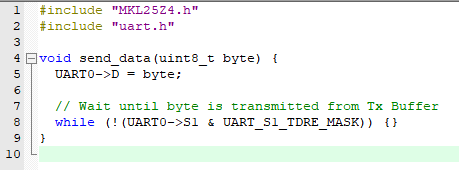 1 #include "MKL25Z4.h"
2 #include "uart.h"
3
4 void send_data(uint8_t byte) {
5 UART0->D = byte;
6
7 // Wait until byte is transmitted from Tx Buffer
8 while (!(UART0->S1 & UART_S1_TDRE_MASK)) {}
9 }
10